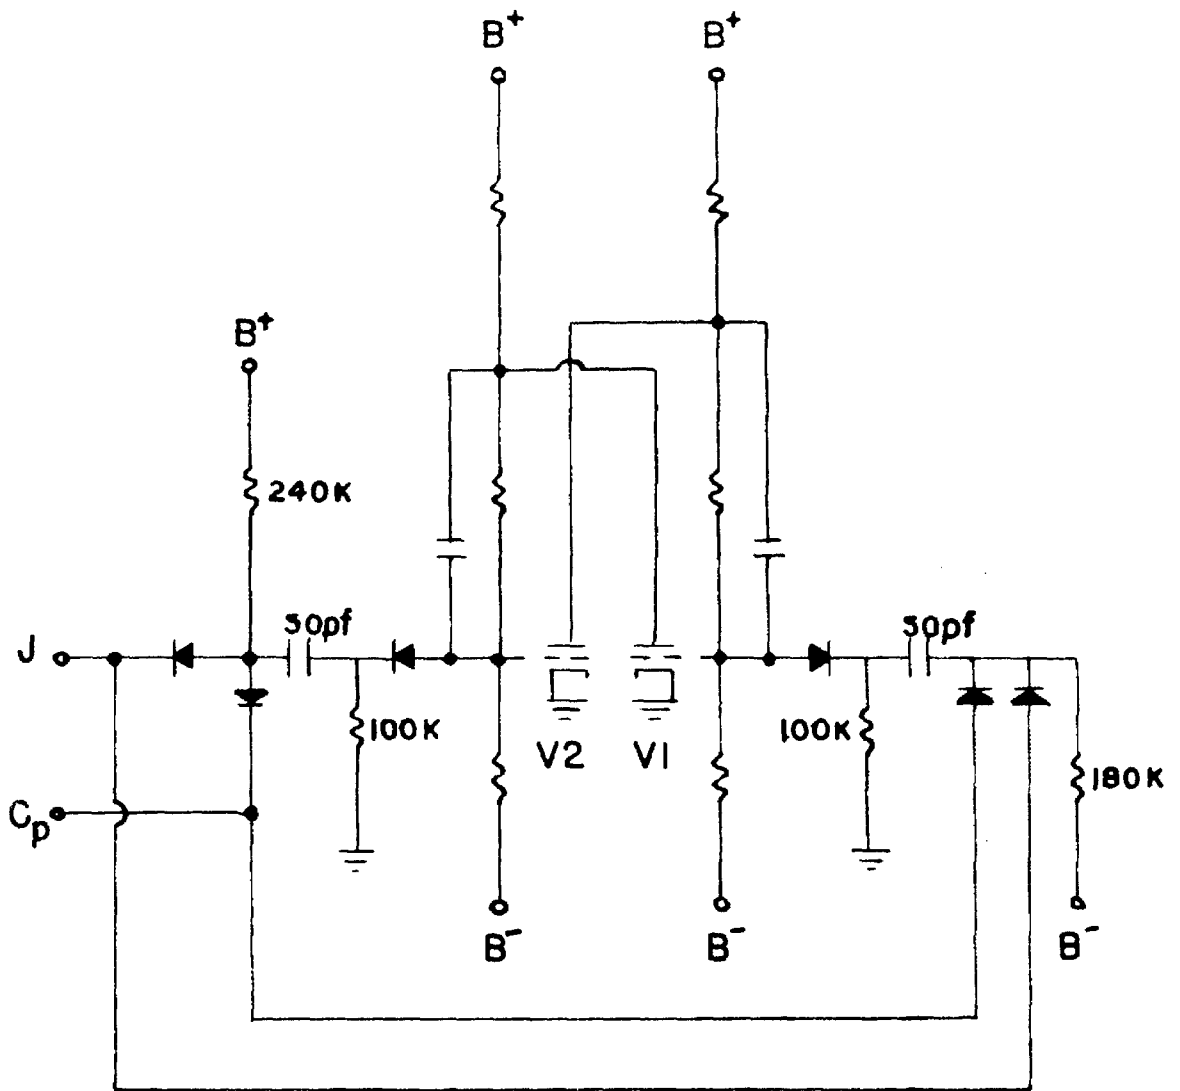 B+ B+
B+
240K
J 50pf 50pf
100K V2 V1 100K
180K
Cp
B- B- B-